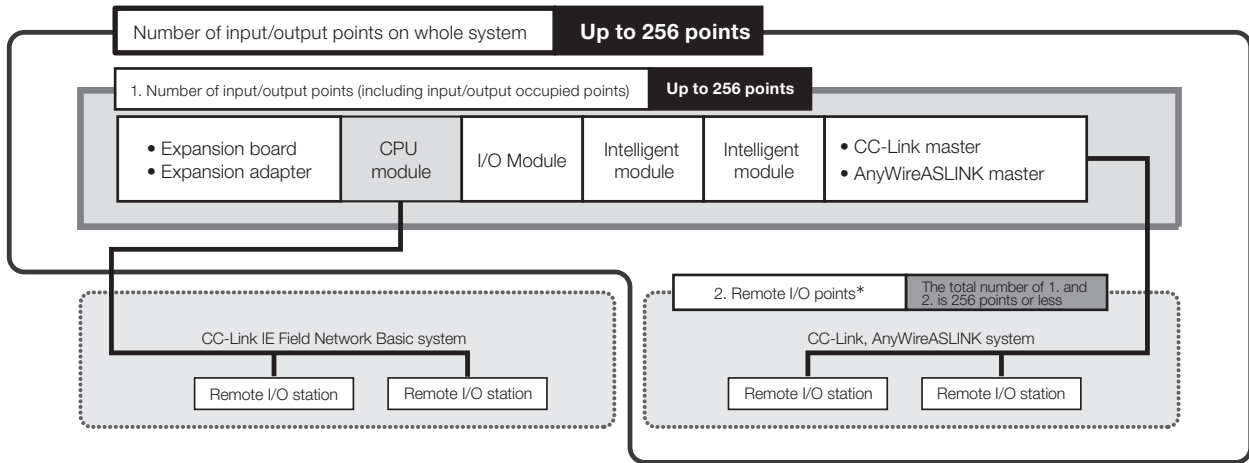 Number of input/output points on whole system Up to 256 points
1. Number of input/output points (including input/output occupied points) Up to 256 points
• Expansion board
• Expansion adapter
CPU
module
I/O Module
Intelligent
module
Intelligent
module
• CC-Link master
• AnyWireASLINK master
2. Remote I/O points*
The total number of 1. and
2. is 256 points or less
CC-Link IE Field Network Basic system
Remote I/O station
Remote I/O station
CC-Link, AnyWireASLINK system
Remote I/O station
Remote I/O station